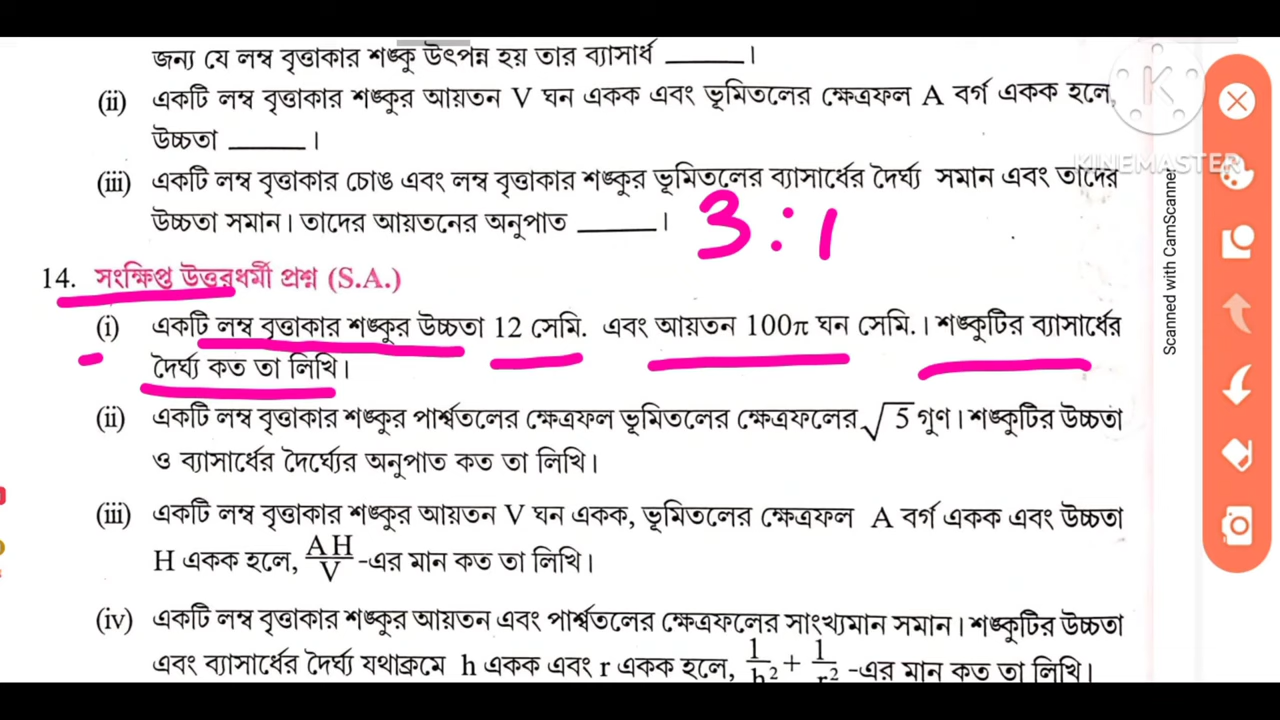 জন্য যে লম্ব বৃত্তাকার শঙ্কু উৎপন্ন হয় তার ব্যাসার্ধ _____ ।
(ii) একটি লম্ব বৃত্তাকার শঙ্কুর আয়তন V ঘন একক এবং ভূমিতলের ক্ষেত্রফল A বর্গ একক হলে,
উচ্চতা _____ ।
K
KINEMASTER
(iii) একটি লম্ব বৃত্তাকার চোঙ এবং লম্ব বৃত্তাকার শঙ্কুর ভূমিতলের ব্যাসার্ধের দৈর্ঘ্য সমান এবং তাদের
উচ্চতা সমান। তাদের আয়তনের অনুপাত _____ । 3 : 1
Scanned with CamScanner
14. সংক্ষিপ্ত উত্তরধর্মী প্রশ্ন (S.A.)
(i) একটি লম্ব বৃত্তাকার শঙ্কুর উচ্চতা 12 সেমি. এবং আয়তন 100π ঘন সেমি.। শঙ্কুটির ব্যাসার্ধের
দৈর্ঘ্য কত তা লিখি।
(ii) একটি লম্ব বৃত্তাকার শঙ্কুর পার্শ্বতলের ক্ষেত্রফল ভূমিতলের ক্ষেত্রফলের √5 গুণ। শঙ্কুটির উচ্চতা
ও ব্যাসার্ধের দৈর্ঘ্যের অনুপাত কত তা লিখি।
(iii) একটি লম্ব বৃত্তাকার শঙ্কুর আয়তন V ঘন একক, ভূমিতলের ক্ষেত্রফল A বর্গ একক এবং উচ্চতা
H একক হলে, AH/V -এর মান কত তা লিখি।
(iv) একটি লম্ব বৃত্তাকার শঙ্কুর আয়তন এবং পার্শ্বতলের ক্ষেত্রফলের সাংখ্যমান সমান। শঙ্কুটির উচ্চতা
এবং ব্যাসার্ধের দৈর্ঘ্য যথাক্রমে h একক এবং r একক হলে, 1/h² + 1/r² -এর মান কত তা লিখি।